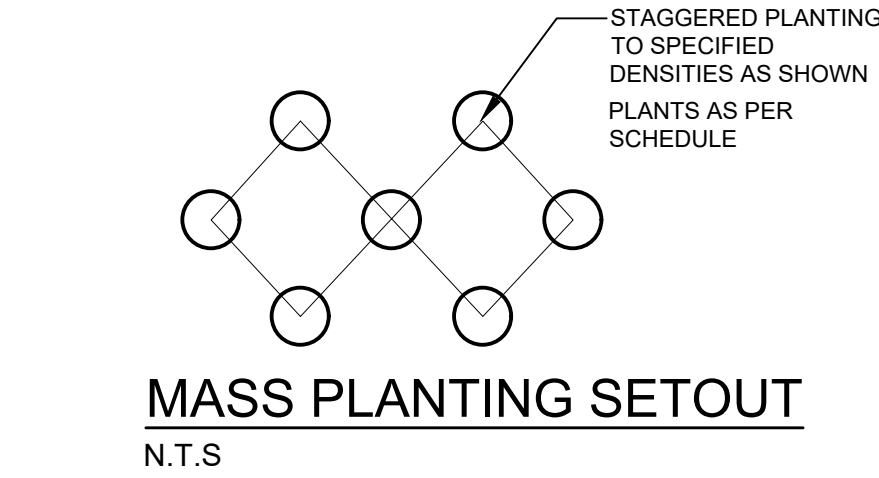 STAGGERED PLANTING
TO SPECIFIED
DENSITIES AS SHOWN
PLANTS AS PER
SCHEDULE
MASS PLANTING SETOUT
N.T.S